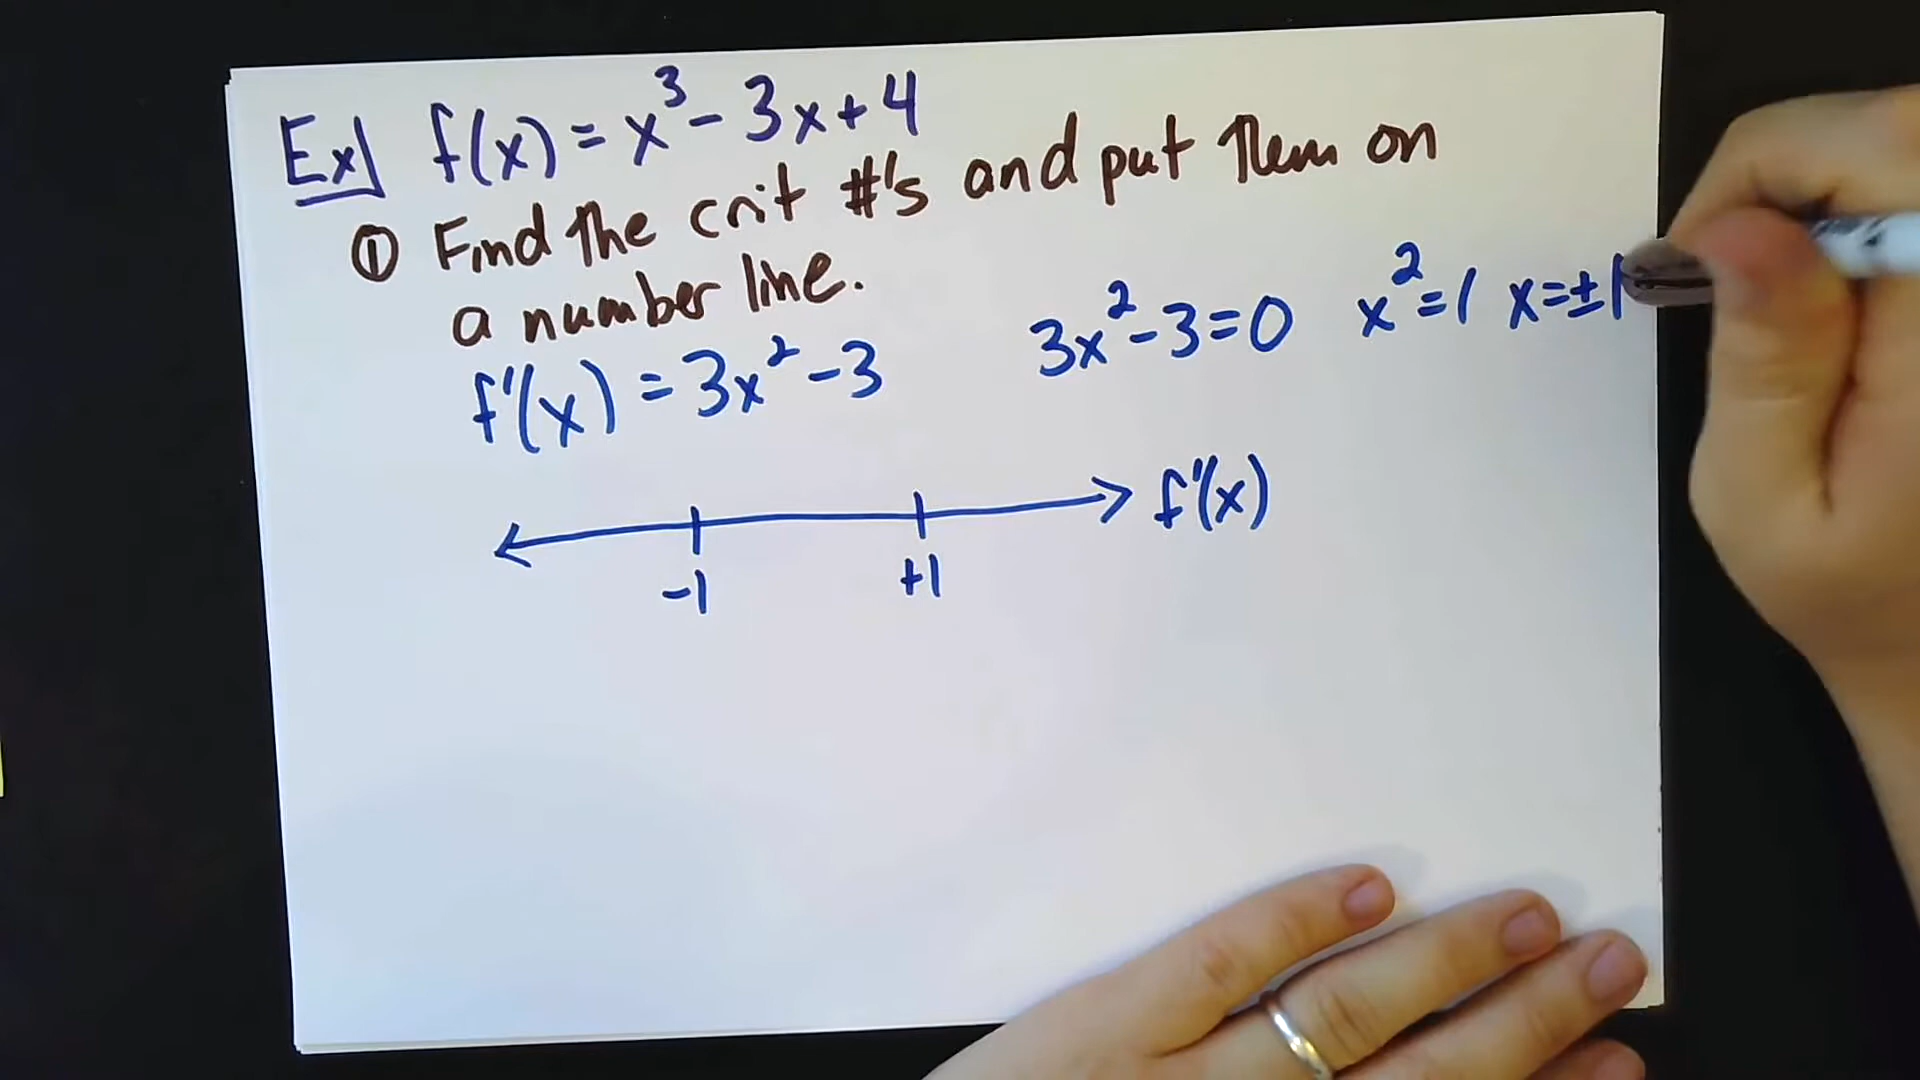 Ex] f(x) = x³ - 3x + 4
① Find the crit #'s and put them on
a number line.
f'(x) = 3x² - 3   3x² - 3 = 0   x² = 1   x = ±1
f'(x)
-1   +1